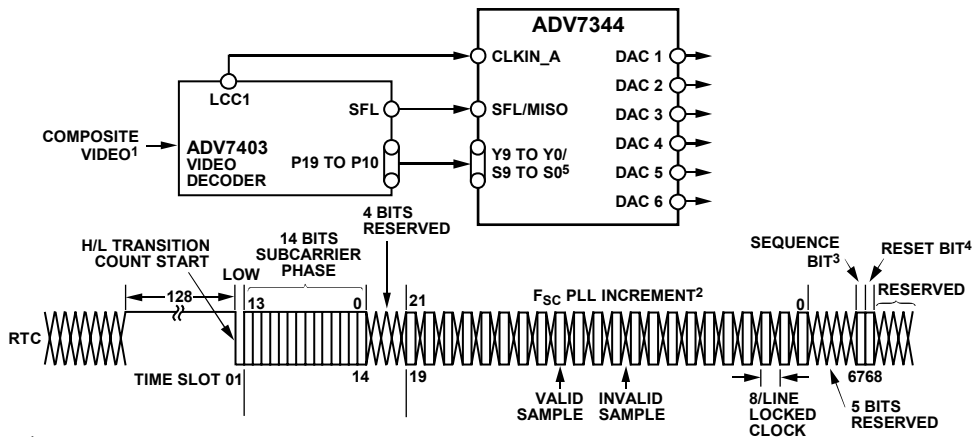 ADV7344
CLKIN_A
DAC 1
DAC 2
LCC1
SFL
SFL/MISO
DAC 3
COMPOSITE
VIDEO1
ADV7403
VIDEO
DECODER
P19 TO P10
Y9 TO Y0/
S9 TO S05
DAC 4
DAC 5
DAC 6
4 BITS
RESERVED
H/L TRANSITION
COUNT START
14 BITS
SUBCARRIER
PHASE
SEQUENCE
BIT3
RESET BIT4
LOW
128
13
0
21
FSC PLL INCREMENT2
0
RESERVED
RTC
TIME SLOT 01
14
19
VALID
SAMPLE
INVALID
SAMPLE
8/LINE
LOCKED
CLOCK
6768
5 BITS
RESERVED